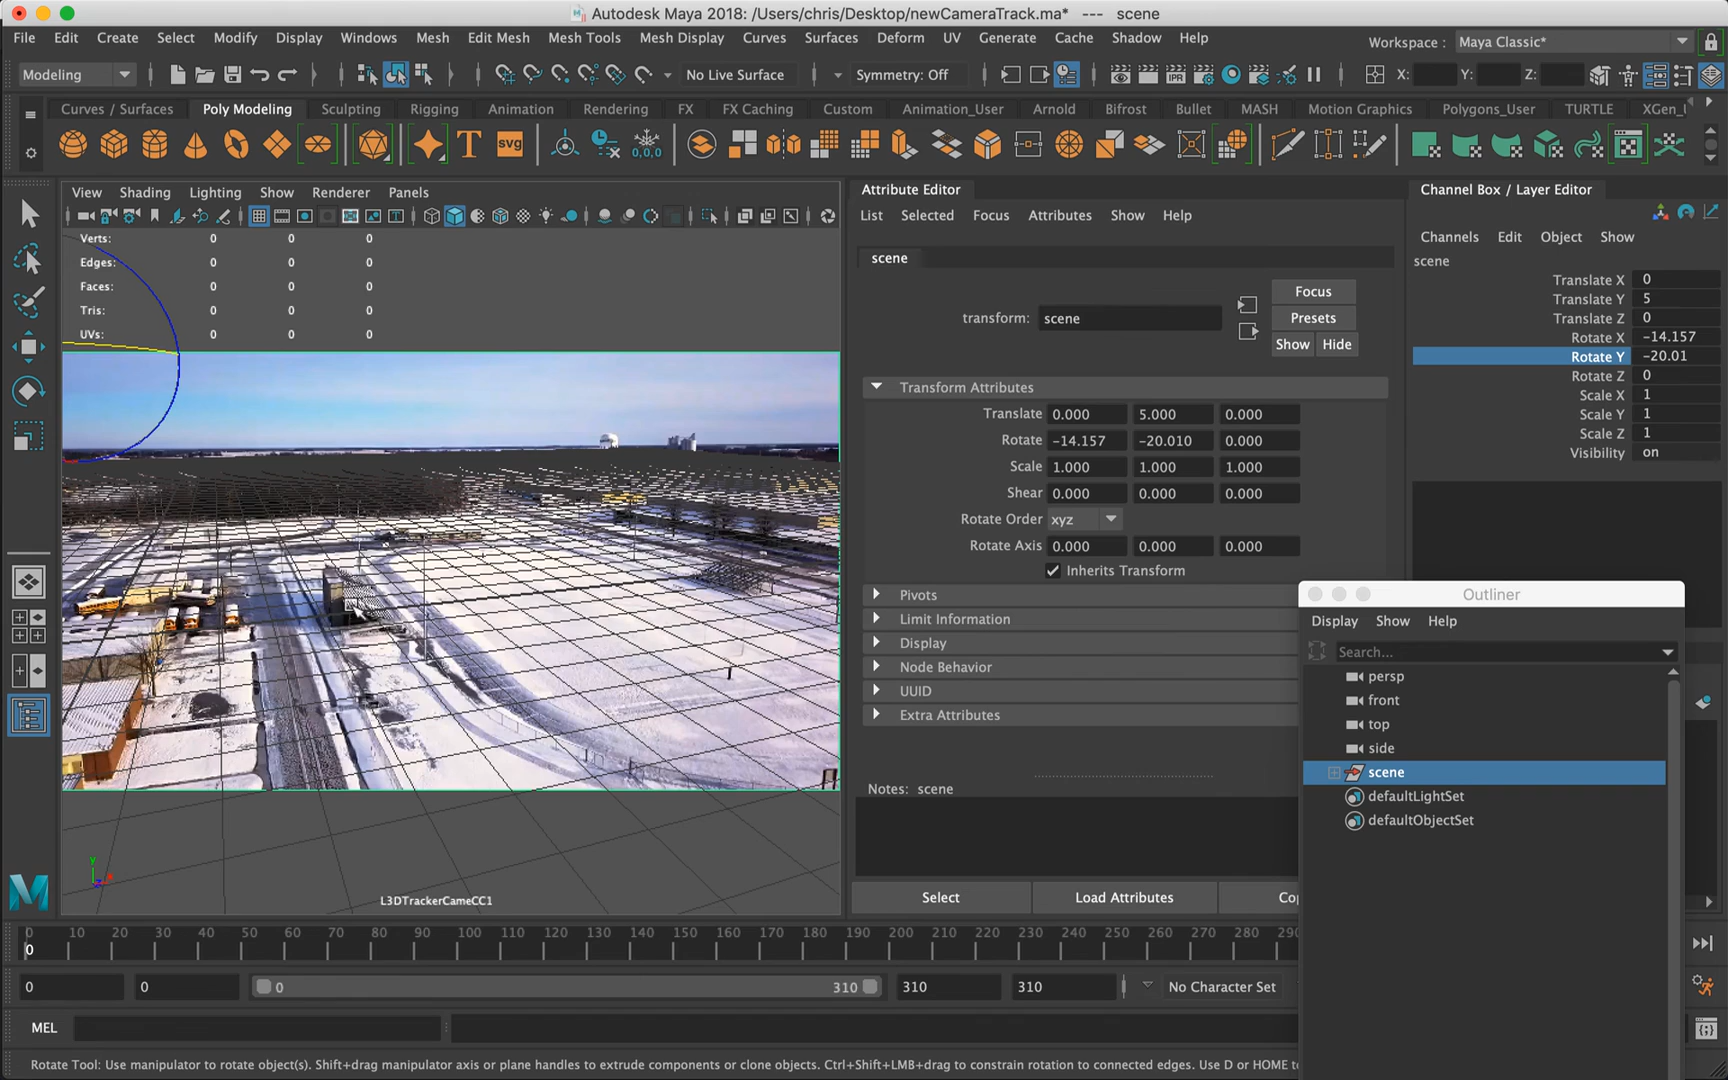 Autodesk Maya 2018: /Users/chris/Desktop/newCameraTrack.ma* --- scene
File Edit Create Select Modify Display Windows Mesh Edit Mesh Mesh Tools Mesh Display Curves Surfaces Deform UV Generate Cache Shadow Help
Workspace : Maya Classic*
Modeling No Live Surface Symmetry: Off IPR X: Y: Z:
Curves / Surfaces Poly Modeling Sculpting Rigging Animation Rendering FX FX Caching Custom Animation_User Arnold Bifrost Bullet MASH Motion Graphics Polygons_User TURTLE XGen_
T svg 0,0,0
View Shading Lighting Show Renderer Panels
Verts: 0 0 0
Edges: 0 0 0
Faces: 0 0 0
Tris: 0 0 0
UVs: 0 0 0
L3DTrackerCameCC1
Attribute Editor
List Selected Focus Attributes Show Help
scene
transform: scene
Focus
Presets
Show Hide
Transform Attributes
Translate 0.000 5.000 0.000
Rotate -14.157 -20.010 0.000
Scale 1.000 1.000 1.000
Shear 0.000 0.000 0.000
Rotate Order xyz
Rotate Axis 0.000 0.000 0.000
Inherits Transform
Pivots
Limit Information
Display
Node Behavior
UUID
Extra Attributes
Notes: scene
Select Load Attributes Co
Channel Box / Layer Editor
Channels Edit Object Show
scene
Translate X 0
Translate Y 5
Translate Z 0
Rotate X -14.157
Rotate Y -20.01
Rotate Z 0
Scale X 1
Scale Y 1
Scale Z 1
Visibility on
Outliner
Display Show Help
Search...
persp
front
top
side
scene
defaultLightSet
defaultObjectSet
0 10 20 30 40 50 60 70 80 90 100 110 120 130 140 150 160 170 180 190 200 210 220 230 240 250 260 270 280 290
0
0 0 0 310 310 310 No Character Set
MEL
Rotate Tool: Use manipulator to rotate object(s). Shift+drag manipulator axis or plane handles to extrude components or clone objects. Ctrl+Shift+LMB+drag to constrain rotation to connected edges. Use D or HOME t